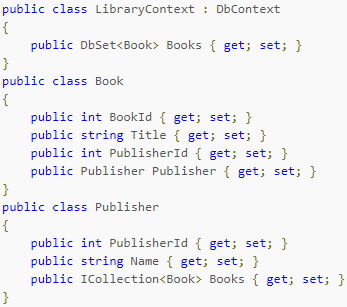 public class LibraryContext : DbContext
{
    public DbSet<Book> Books { get; set; }
}
public class Book
{
    public int BookId { get; set; }
    public string Title { get; set; }
    public int PublisherId { get; set; }
    public Publisher Publisher { get; set; }
}
public class Publisher
{
    public int PublisherId { get; set; }
    public string Name { get; set; }
    public ICollection<Book> Books { get; set; }
}